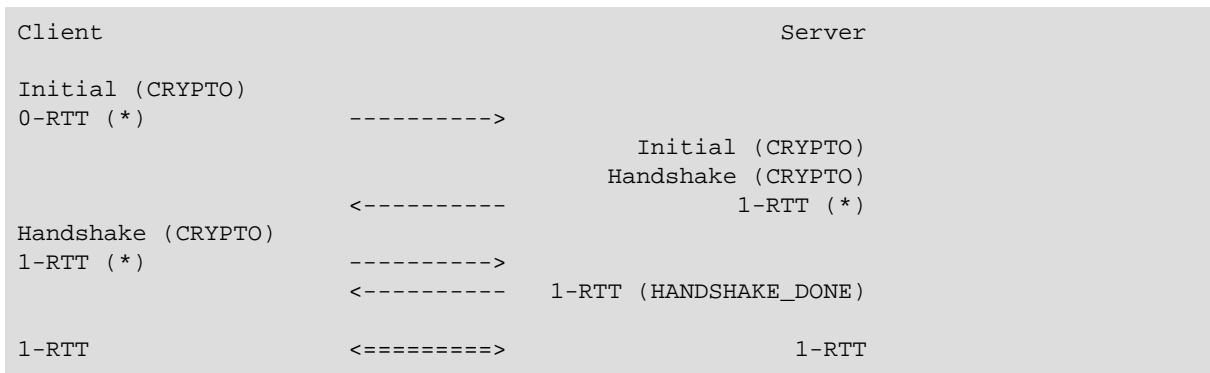 Client                                               Server

Initial (CRYPTO)
0-RTT (*)              ---------->
                                           Initial (CRYPTO)
                                         Handshake (CRYPTO)
                       <----------                1-RTT (*)
Handshake (CRYPTO)
1-RTT (*)              ---------->
                       <----------   1-RTT (HANDSHAKE_DONE)

1-RTT                  <=========>                    1-RTT